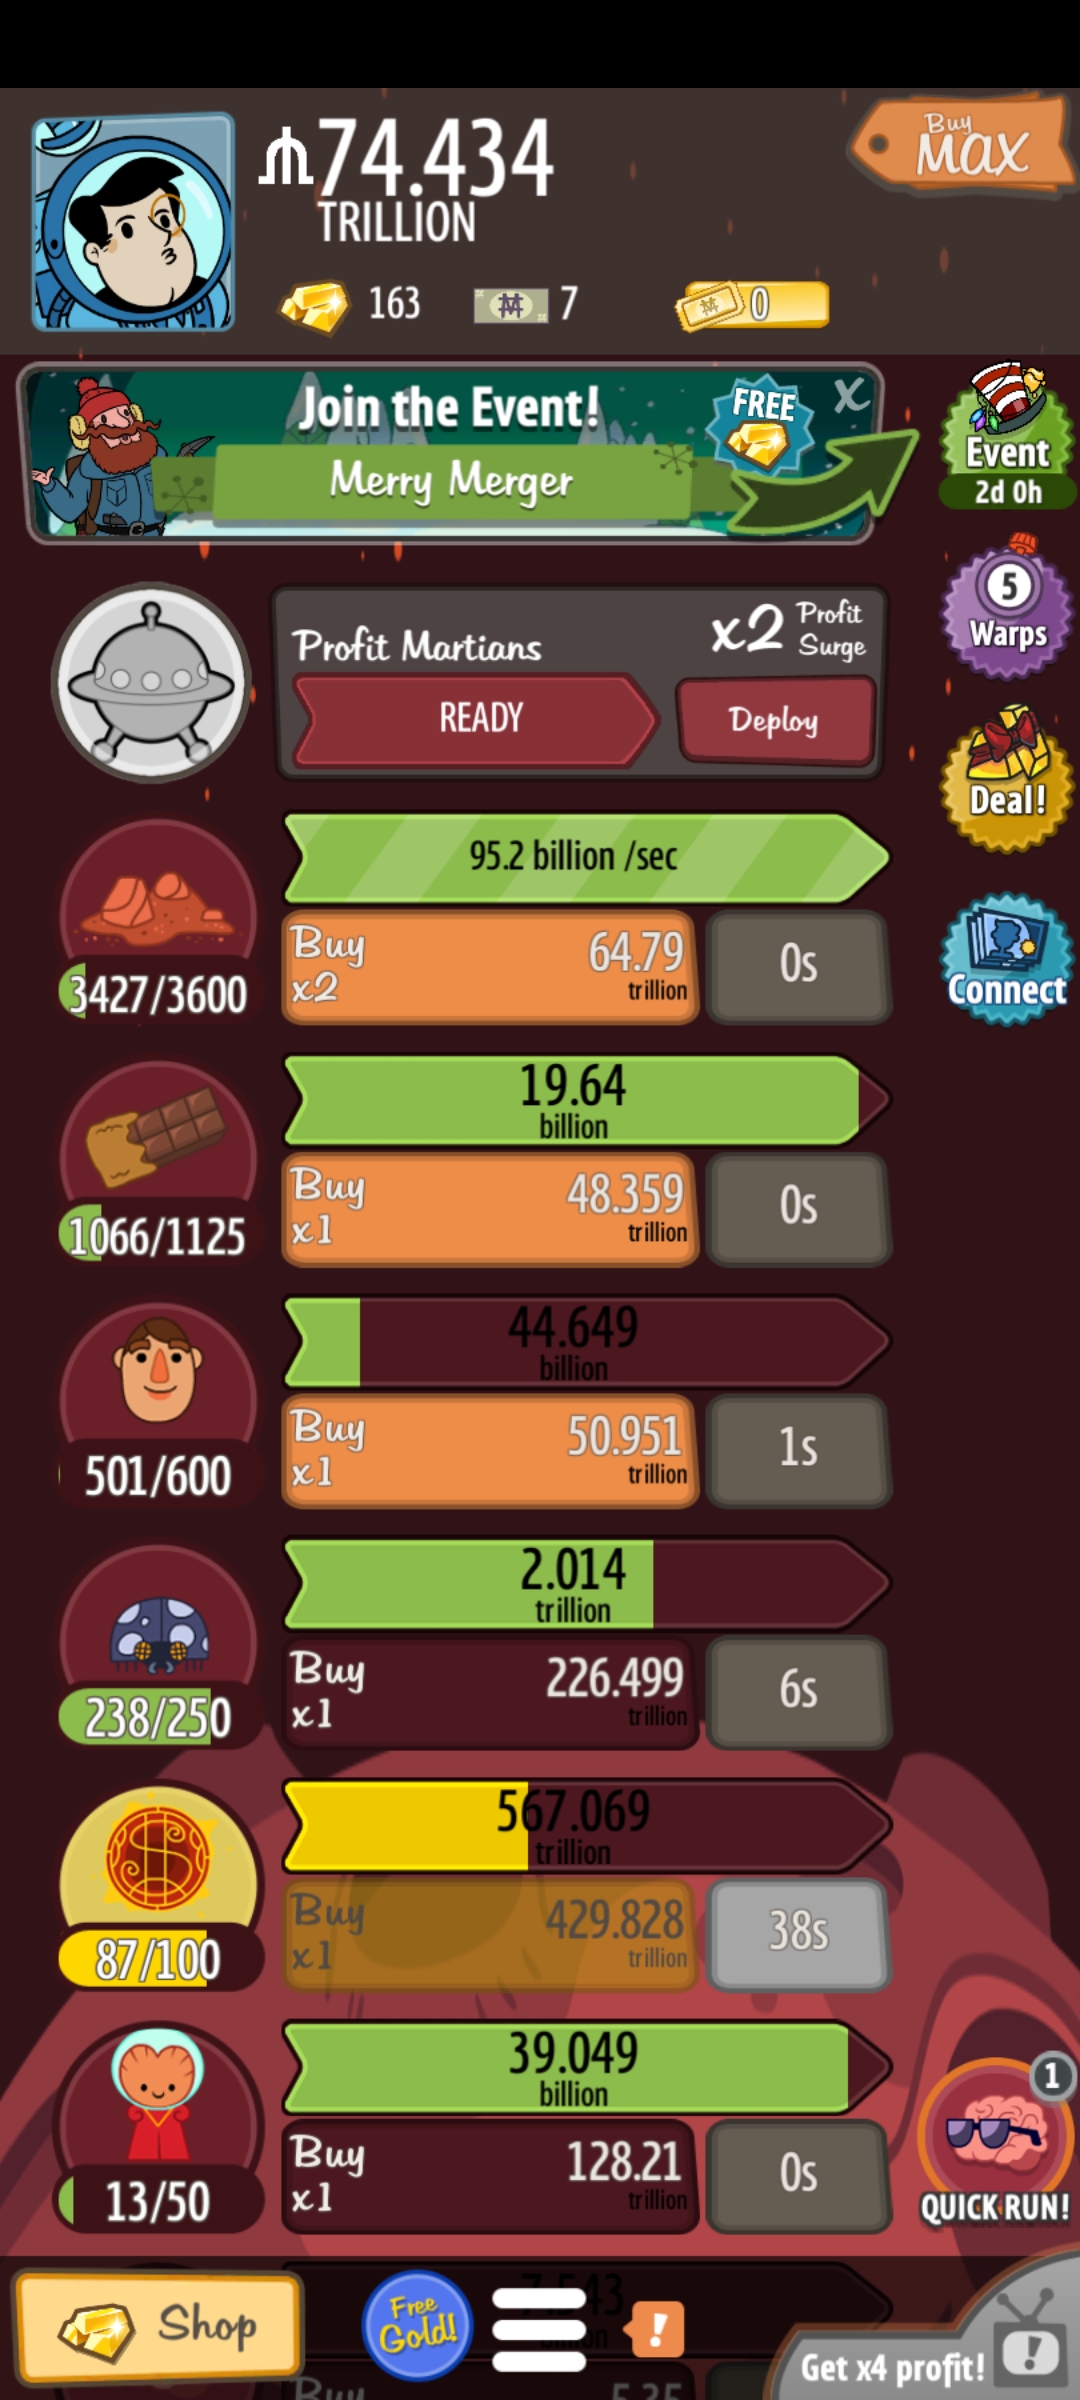 74.434
TRILLION
Buy
MAX
163
7
0
Join the Event!
FREE
X
Merry Merger
Event
2d 0h
5
Warps
Profit Martians
x2 Profit
Surge
READY
Deploy
Deal!
95.2 billion /sec
Buy
x2
64.79
trillion
0s
3427/3600
Connect
19.64
billion
Buy
x1
48.359
trillion
0s
1066/1125
44.649
billion
Buy
x1
50.951
trillion
1s
501/600
2.014
trillion
Buy
x1
226.499
trillion
6s
238/250
567.069
trillion
Buy
x1
429.828
trillion
38s
87/100
39.049
billion
Buy
x1
128.21
trillion
0s
13/50
1
QUICK RUN!
Shop
Free
Gold!
!
Get x4 profit!
!
Buy
5.35